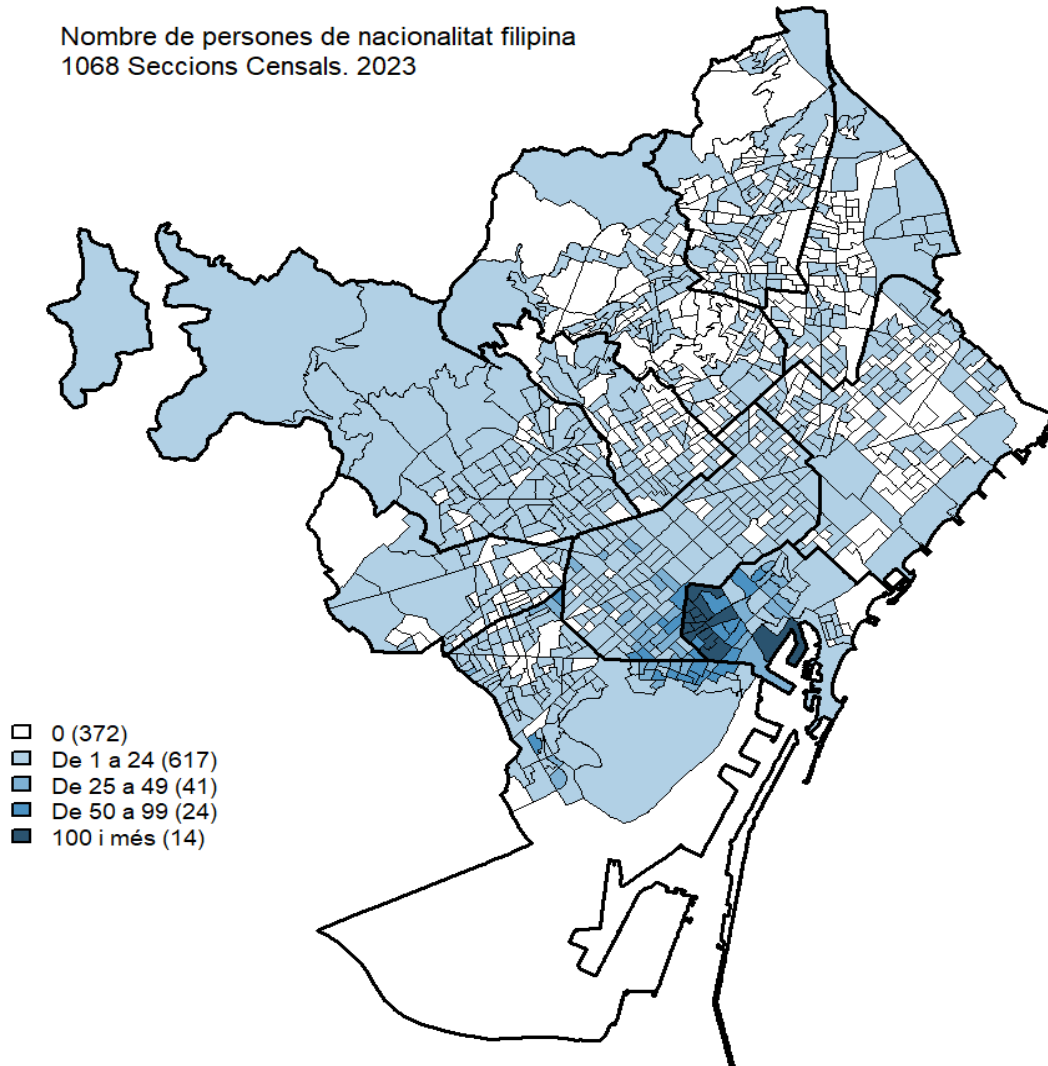 Nombre de persones de nacionalitat filipina
1068 Seccions Censals. 2023
0 (372)
De 1 a 24 (617)
De 25 a 49 (41)
De 50 a 99 (24)
100 i més (14)